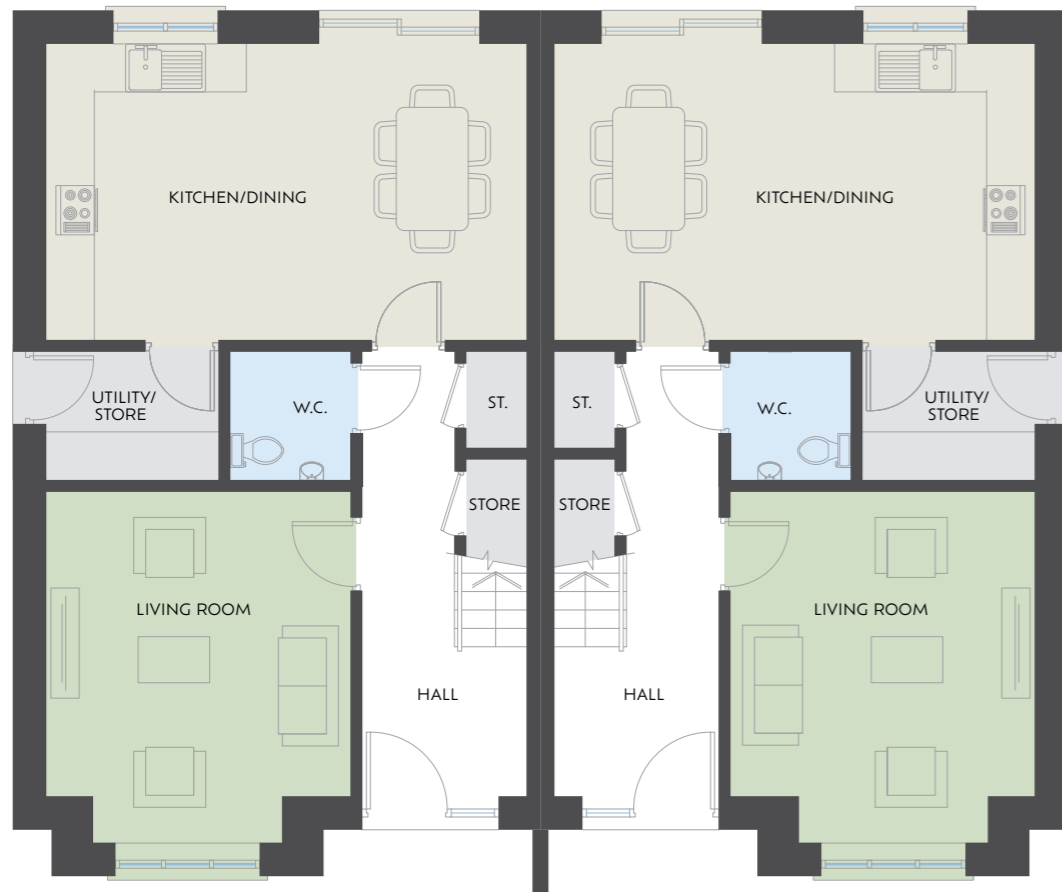 KITCHEN/DINING
KITCHEN/DINING
UTILITY/
STORE
W.C.
ST.
ST.
W.C.
UTILITY/
STORE
STORE
STORE
LIVING ROOM
LIVING ROOM
HALL
HALL